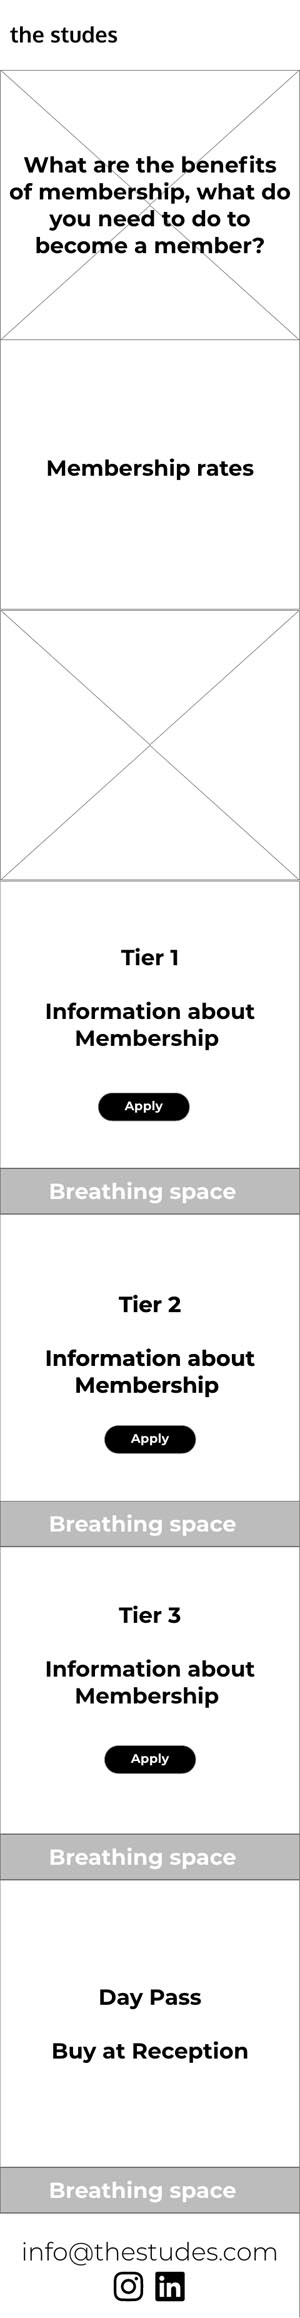 the studes
What are the benefits
of membership, what do
you need to do to
become a member?
Membership rates
Tier 1
Information about
Membership
Apply
Breathing space
Tier 2
Information about
Membership
Apply
Breathing space
Tier 3
Information about
Membership
Apply
Breathing space
Day Pass
Buy at Reception
Breathing space
info@thestudes.com
in